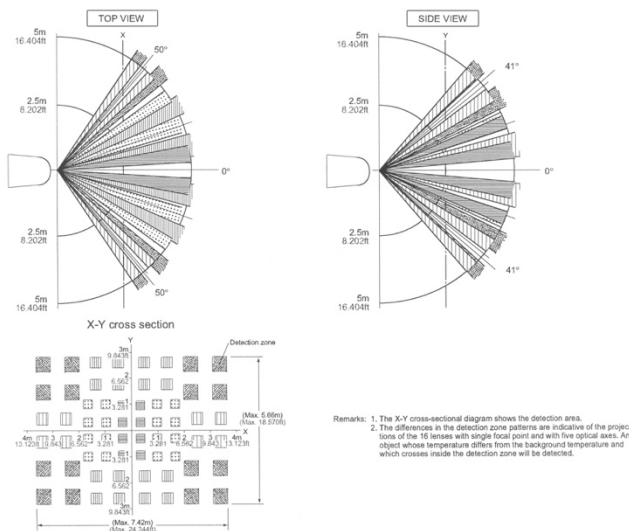 TOP VIEW
SIDE VIEW
X
Y
5m
16.404ft
5m
16.404ft
50°
41°
2.5m
8.202ft
2.5m
8.202ft
0°
0°
2.5m
8.202ft
2.5m
8.202ft
50°
41°
5m
16.404ft
5m
16.404ft
X-Y cross section
Y
3m
9.843ft
Detection zone
2
6.562
1
3.281
(Max. 5.66m)
(Max. 18.570ft)
X
4m 3 2 1 1 2 3 4m
13.123ft 9.843 6.562 3.281 3.281 6.562 9.843 13.123ft
1
3.281
2
6.562
3m
9.843ft
(Max. 7.42m)
(Max. 24.344ft)
Remarks: 1. The X-Y cross-sectional diagram shows the detection area.
2. The differences in the detection zone patterns are indicative of the projec
tions of the 16 lenses with single focal point and with five optical axes. An
object whose temperature differs from the background temperature and
which crosses inside the detection zone will be detected.